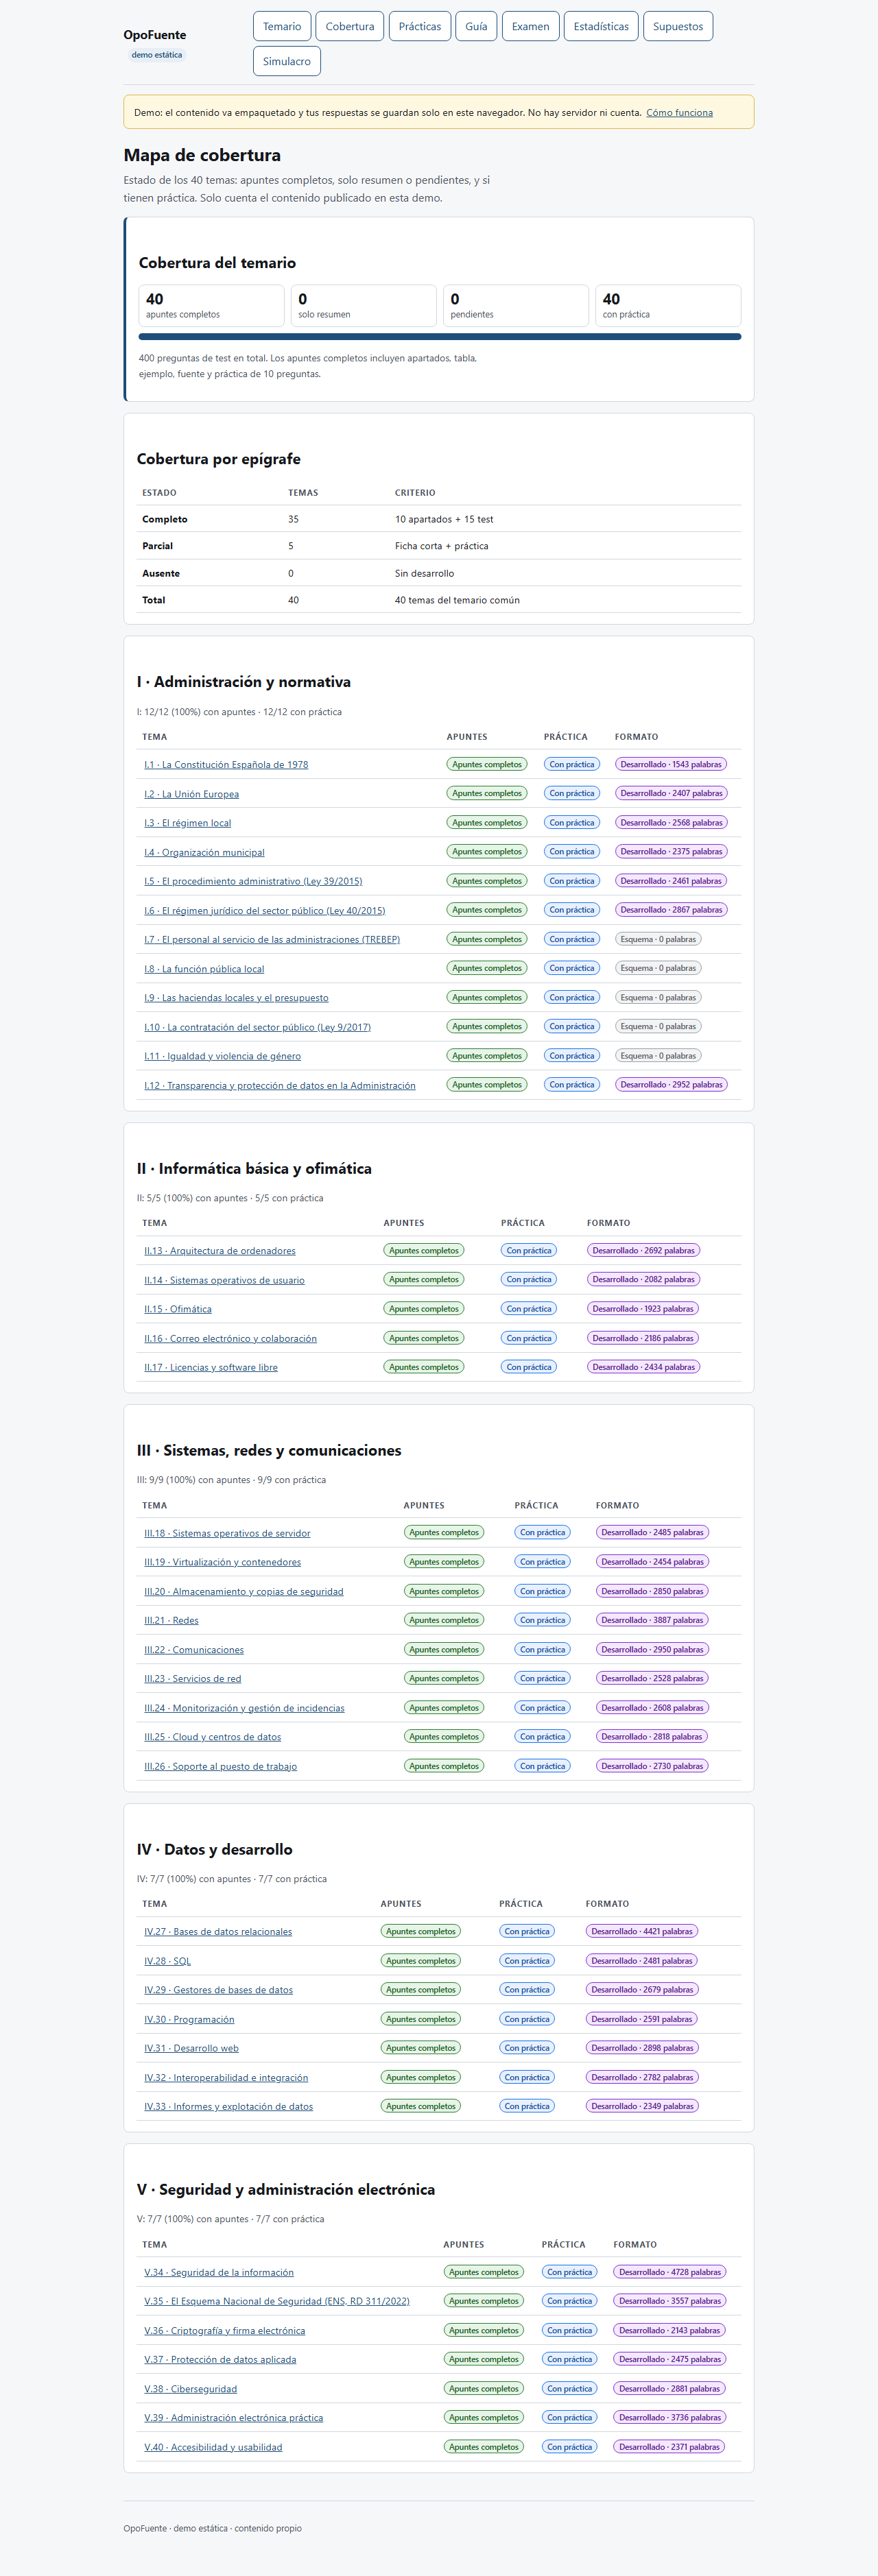 OpoFuente
demo estática
Temario
Cobertura
Prácticas
Guía
Examen
Estadísticas
Supuestos
Simulacro
Demo: el contenido va empaquetado y tus respuestas se guardan solo en este navegador. No hay servidor ni cuenta. Cómo funciona
Mapa de cobertura
Estado de los 40 temas: apuntes completos, solo resumen o pendientes, y si
tienen práctica. Solo cuenta el contenido publicado en esta demo.
Cobertura del temario
40
apuntes completos
0
solo resumen
0
pendientes
40
con práctica
400 preguntas de test en total. Los apuntes completos incluyen apartados, tabla,
ejemplo, fuente y práctica de 10 preguntas.
Cobertura por epígrafe
ESTADO TEMAS CRITERIO
Completo 35 10 apartados + 15 test
Parcial 5 Ficha corta + práctica
Ausente 0 Sin desarrollo
Total 40 40 temas del temario común
I · Administración y normativa
I: 12/12 (100%) con apuntes · 12/12 con práctica
TEMA APUNTES PRÁCTICA FORMATO
I.1 · La Constitución Española de 1978 Apuntes completos Con práctica Desarrollado · 1543 palabras
I.2 · La Unión Europea Apuntes completos Con práctica Desarrollado · 2407 palabras
I.3 · El régimen local Apuntes completos Con práctica Desarrollado · 2568 palabras
I.4 · Organización municipal Apuntes completos Con práctica Desarrollado · 2375 palabras
I.5 · El procedimiento administrativo (Ley 39/2015) Apuntes completos Con práctica Desarrollado · 2461 palabras
I.6 · El régimen jurídico del sector público (Ley 40/2015) Apuntes completos Con práctica Desarrollado · 2867 palabras
I.7 · El personal al servicio de las administraciones (TREBEP) Apuntes completos Con práctica Esquema · 0 palabras
I.8 · La función pública local Apuntes completos Con práctica Esquema · 0 palabras
I.9 · Las haciendas locales y el presupuesto Apuntes completos Con práctica Esquema · 0 palabras
I.10 · La contratación del sector público (Ley 9/2017) Apuntes completos Con práctica Esquema · 0 palabras
I.11 · Igualdad y violencia de género Apuntes completos Con práctica Esquema · 0 palabras
I.12 · Transparencia y protección de datos en la Administración Apuntes completos Con práctica Desarrollado · 2952 palabras
II · Informática básica y ofimática
II: 5/5 (100%) con apuntes · 5/5 con práctica
TEMA APUNTES PRÁCTICA FORMATO
II.13 · Arquitectura de ordenadores Apuntes completos Con práctica Desarrollado · 2692 palabras
II.14 · Sistemas operativos de usuario Apuntes completos Con práctica Desarrollado · 2082 palabras
II.15 · Ofimática Apuntes completos Con práctica Desarrollado · 1923 palabras
II.16 · Correo electrónico y colaboración Apuntes completos Con práctica Desarrollado · 2186 palabras
II.17 · Licencias y software libre Apuntes completos Con práctica Desarrollado · 2434 palabras
III · Sistemas, redes y comunicaciones
III: 9/9 (100%) con apuntes · 9/9 con práctica
TEMA APUNTES PRÁCTICA FORMATO
III.18 · Sistemas operativos de servidor Apuntes completos Con práctica Desarrollado · 2485 palabras
III.19 · Virtualización y contenedores Apuntes completos Con práctica Desarrollado · 2454 palabras
III.20 · Almacenamiento y copias de seguridad Apuntes completos Con práctica Desarrollado · 2850 palabras
III.21 · Redes Apuntes completos Con práctica Desarrollado · 3887 palabras
III.22 · Comunicaciones Apuntes completos Con práctica Desarrollado · 2950 palabras
III.23 · Servicios de red Apuntes completos Con práctica Desarrollado · 2528 palabras
III.24 · Monitorización y gestión de incidencias Apuntes completos Con práctica Desarrollado · 2608 palabras
III.25 · Cloud y centros de datos Apuntes completos Con práctica Desarrollado · 2818 palabras
III.26 · Soporte al puesto de trabajo Apuntes completos Con práctica Desarrollado · 2730 palabras
IV · Datos y desarrollo
IV: 7/7 (100%) con apuntes · 7/7 con práctica
TEMA APUNTES PRÁCTICA FORMATO
IV.27 · Bases de datos relacionales Apuntes completos Con práctica Desarrollado · 4421 palabras
IV.28 · SQL Apuntes completos Con práctica Desarrollado · 2481 palabras
IV.29 · Gestores de bases de datos Apuntes completos Con práctica Desarrollado · 2679 palabras
IV.30 · Programación Apuntes completos Con práctica Desarrollado · 2591 palabras
IV.31 · Desarrollo web Apuntes completos Con práctica Desarrollado · 2898 palabras
IV.32 · Interoperabilidad e integración Apuntes completos Con práctica Desarrollado · 2782 palabras
IV.33 · Informes y explotación de datos Apuntes completos Con práctica Desarrollado · 2349 palabras
V · Seguridad y administración electrónica
V: 7/7 (100%) con apuntes · 7/7 con práctica
TEMA APUNTES PRÁCTICA FORMATO
V.34 · Seguridad de la información Apuntes completos Con práctica Desarrollado · 4728 palabras
V.35 · El Esquema Nacional de Seguridad (ENS, RD 311/2022) Apuntes completos Con práctica Desarrollado · 3557 palabras
V.36 · Criptografía y firma electrónica Apuntes completos Con práctica Desarrollado · 2143 palabras
V.37 · Protección de datos aplicada Apuntes completos Con práctica Desarrollado · 2475 palabras
V.38 · Ciberseguridad Apuntes completos Con práctica Desarrollado · 2881 palabras
V.39 · Administración electrónica práctica Apuntes completos Con práctica Desarrollado · 3736 palabras
V.40 · Accesibilidad y usabilidad Apuntes completos Con práctica Desarrollado · 2371 palabras
OpoFuente · demo estática · contenido propio